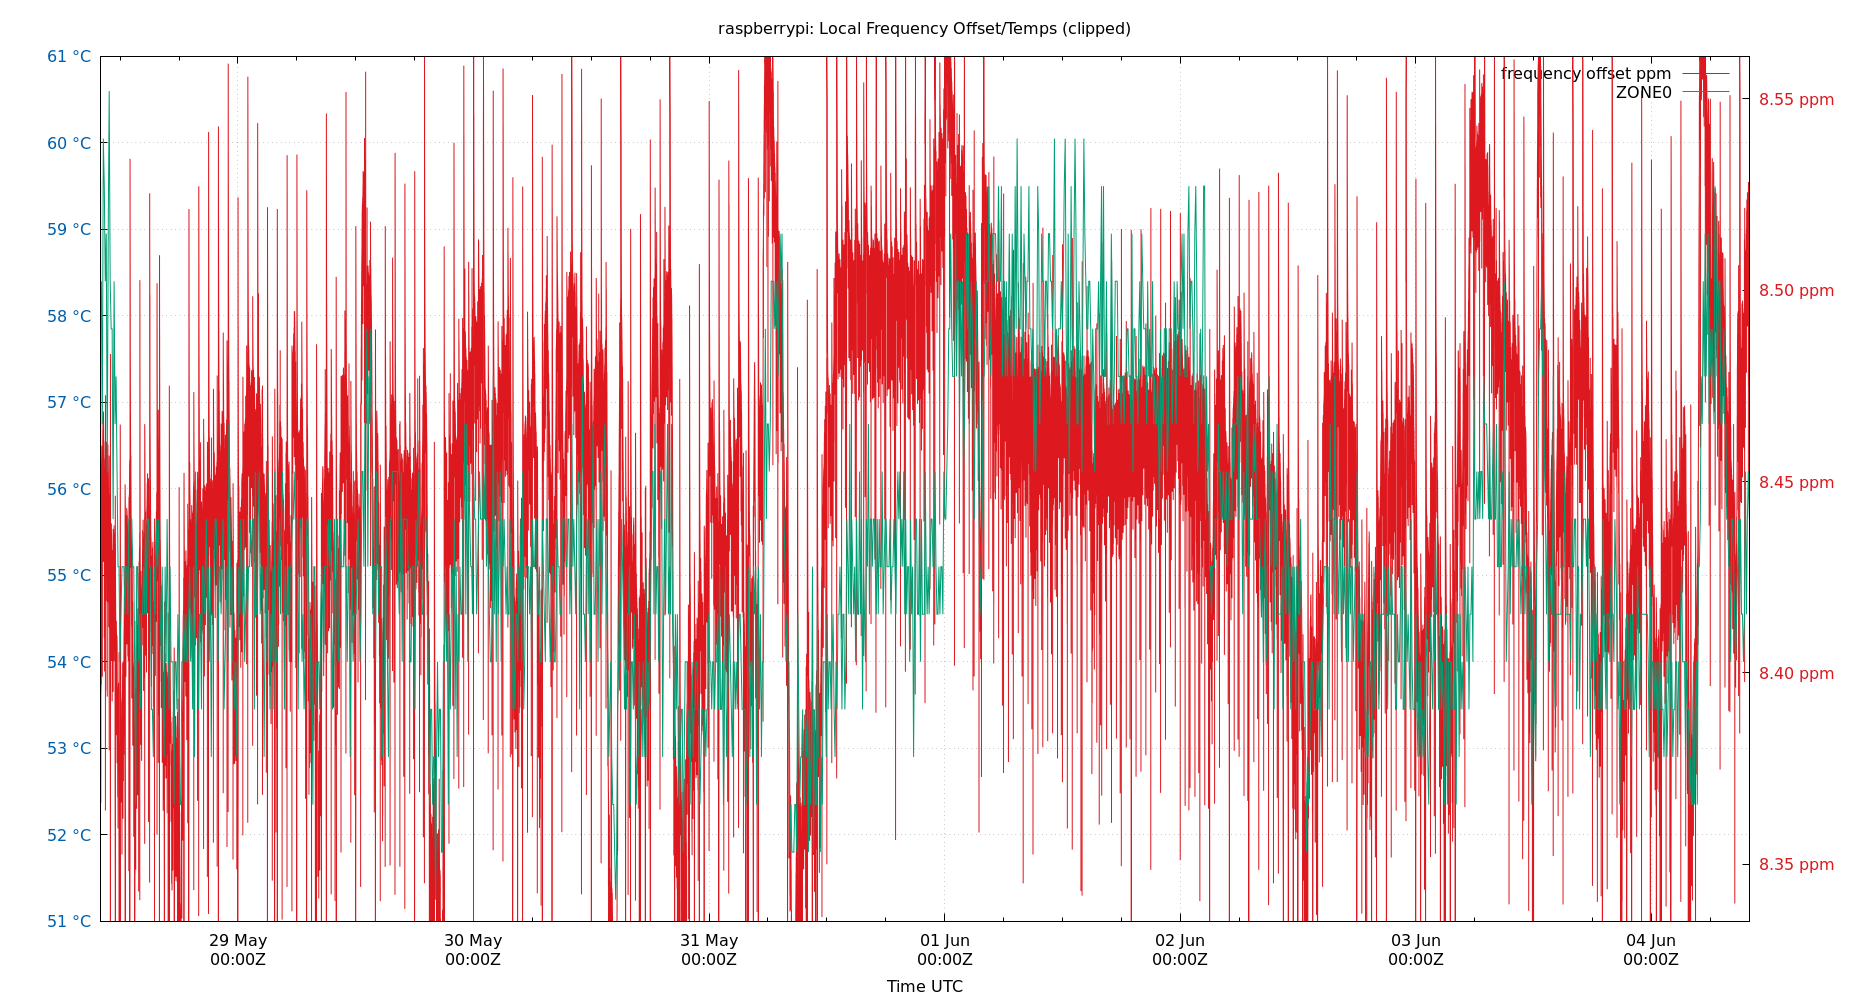 raspberrypi: Local Frequency Offset/Temps (clipped)
61 °C
60 °C
59 °C
58 °C
57 °C
56 °C
55 °C
54 °C
53 °C
52 °C
51 °C
frequency offset ppm
ZONE0
8.55 ppm
8.50 ppm
8.45 ppm
8.40 ppm
8.35 ppm
29 May
00:00Z
30 May
00:00Z
31 May
00:00Z
01 Jun
00:00Z
02 Jun
00:00Z
03 Jun
00:00Z
04 Jun
00:00Z
Time UTC